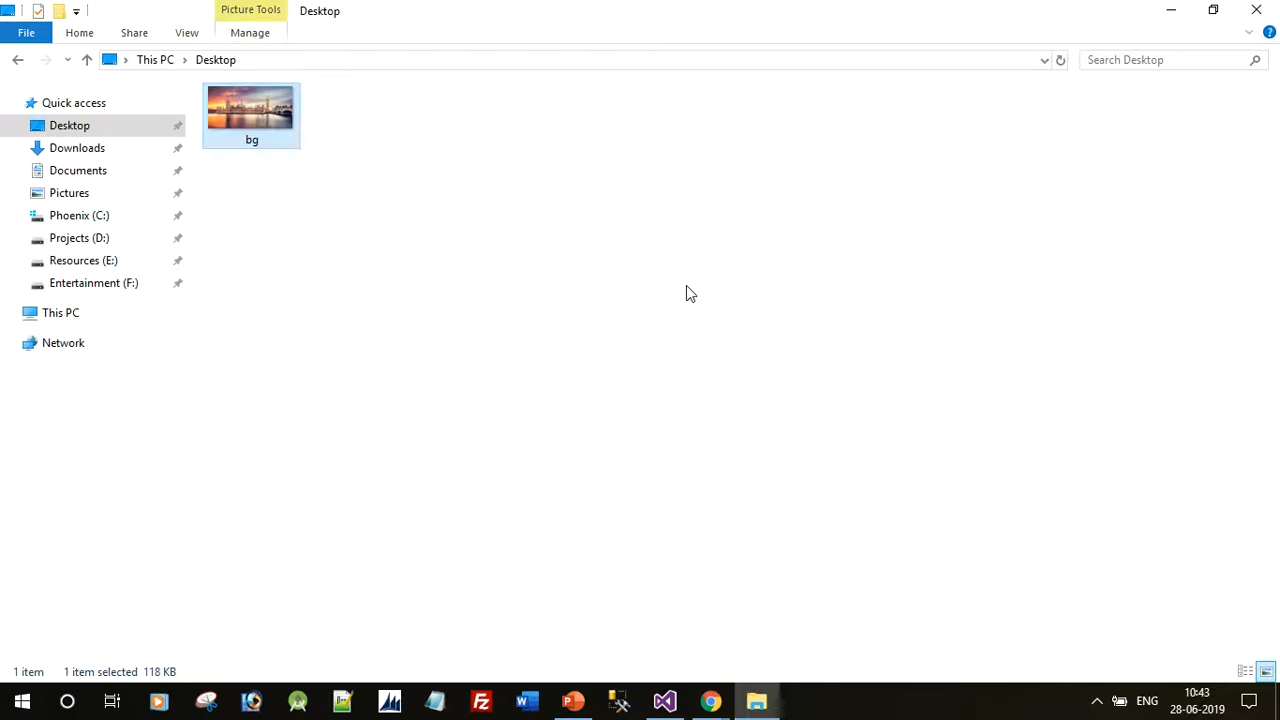 Picture Tools
Desktop
File
Home
Share
View
Manage
This PC
Desktop
Search Desktop
Quick access
Desktop
Downloads
Documents
Pictures
Phoenix (C:)
Projects (D:)
Resources (E:)
Entertainment (F:)
This PC
Network
bg
1 item
1 item selected 118 KB
ENG
10:43
28-06-2019